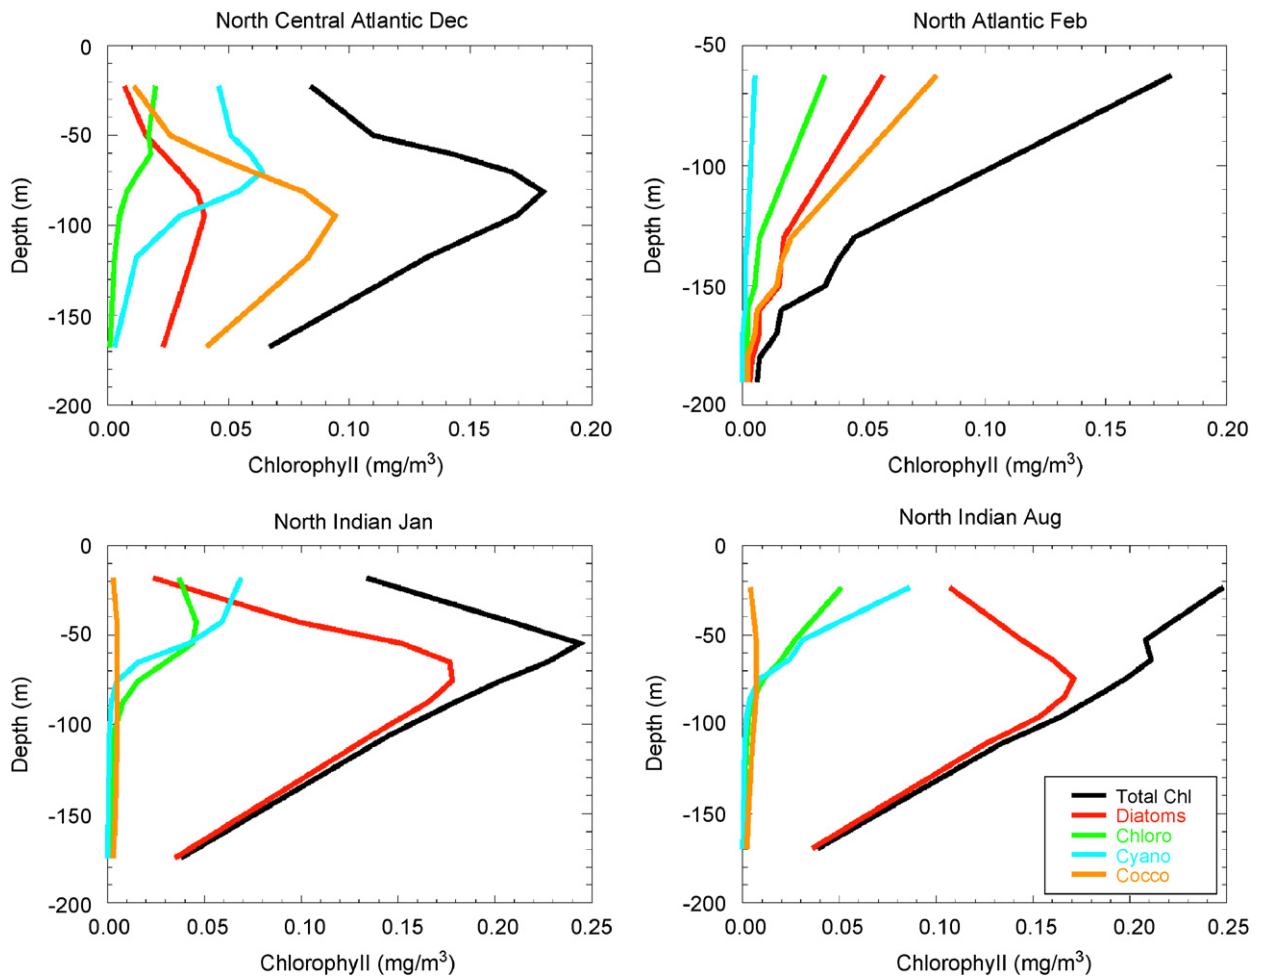 North Central Atlantic Dec
0
-50
-100
-150
-200
Depth (m)
0.00 0.05 0.10 0.15 0.20
Chlorophyll (mg/m³)
North Atlantic Feb
-50
-100
-150
-200
Depth (m)
0.00 0.05 0.10 0.15 0.20
Chlorophyll (mg/m³)
North Indian Jan
0
-50
-100
-150
-200
Depth (m)
0.00 0.05 0.10 0.15 0.20 0.25
Chlorophyll (mg/m³)
North Indian Aug
0
-50
-100
-150
-200
Depth (m)
0.00 0.05 0.10 0.15 0.20 0.25
Chlorophyll (mg/m³)
Total Chl
Diatoms
Chloro
Cyano
Cocco